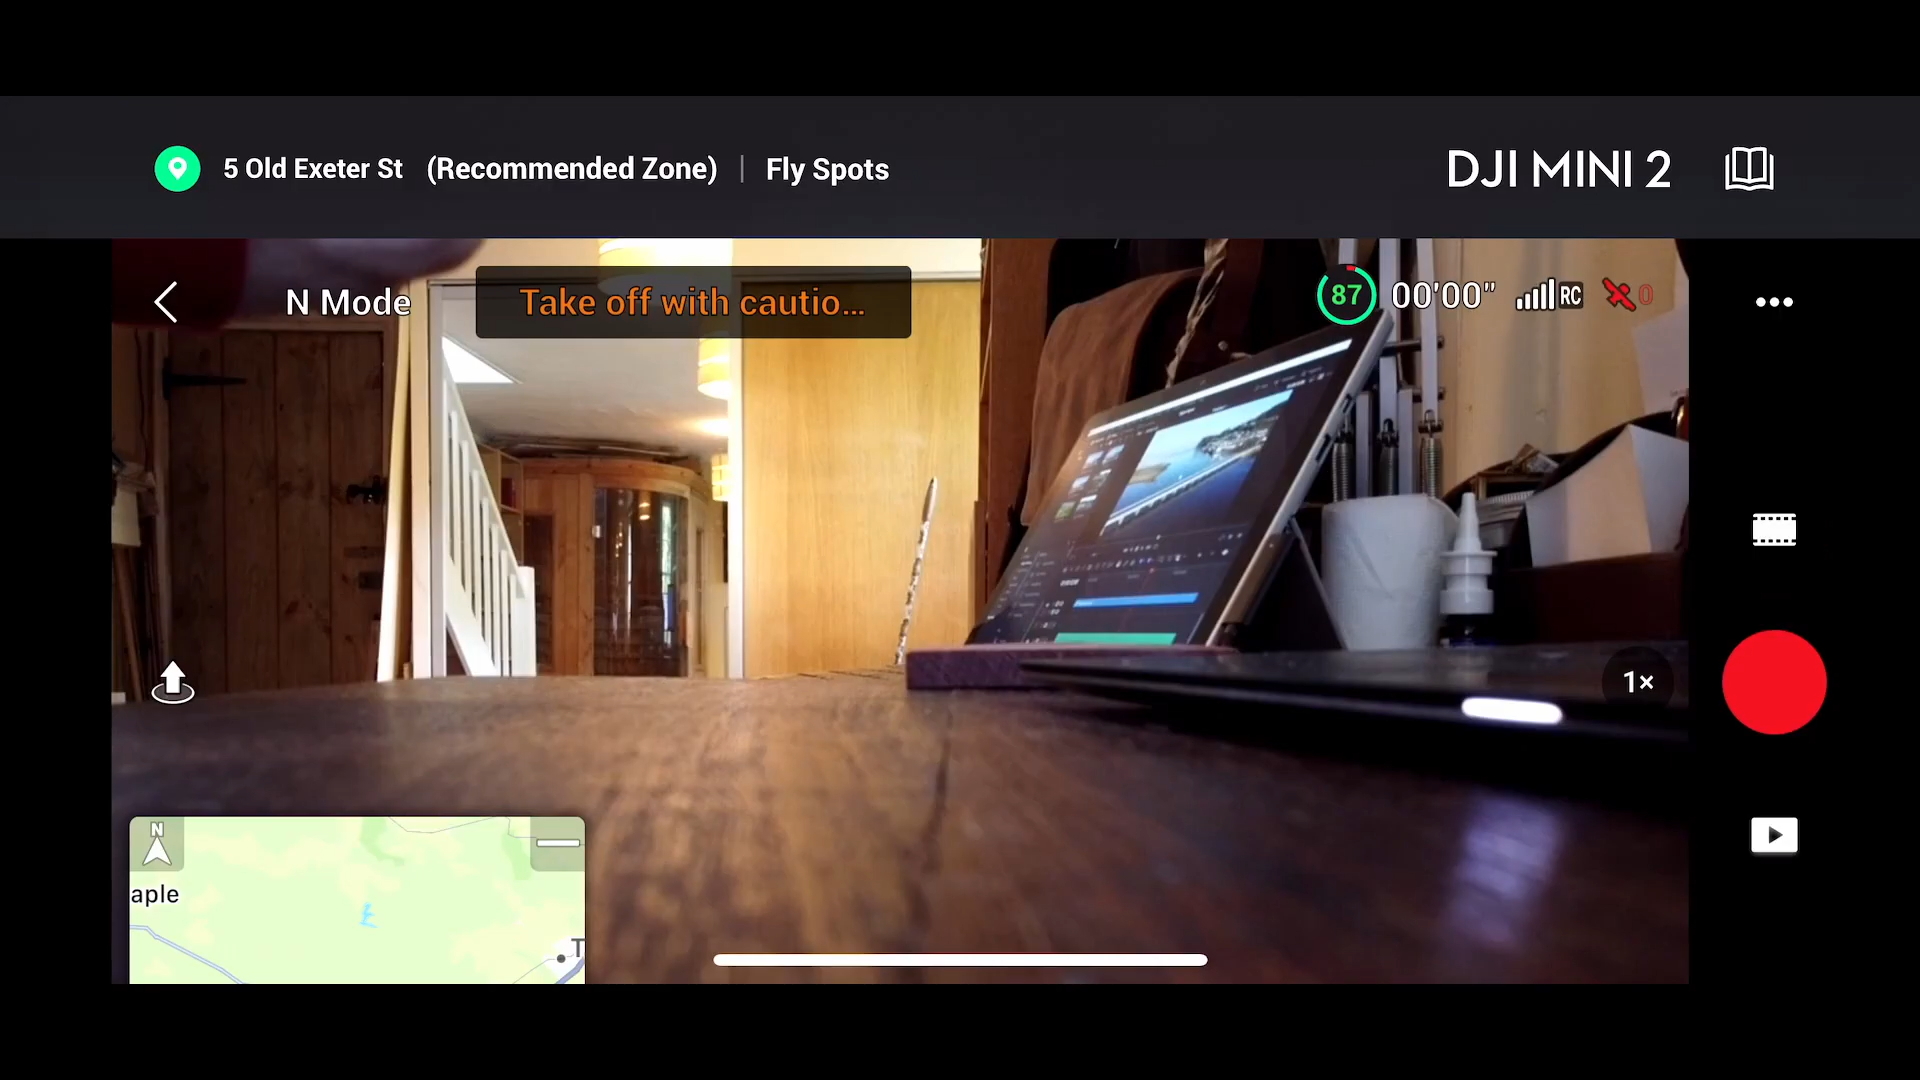 5 Old Exeter St (Recommended Zone) | Fly Spots
DJI MINI 2
N Mode
Take off with cautio...
87
00'00"
RC
0
1×
N
aple
T